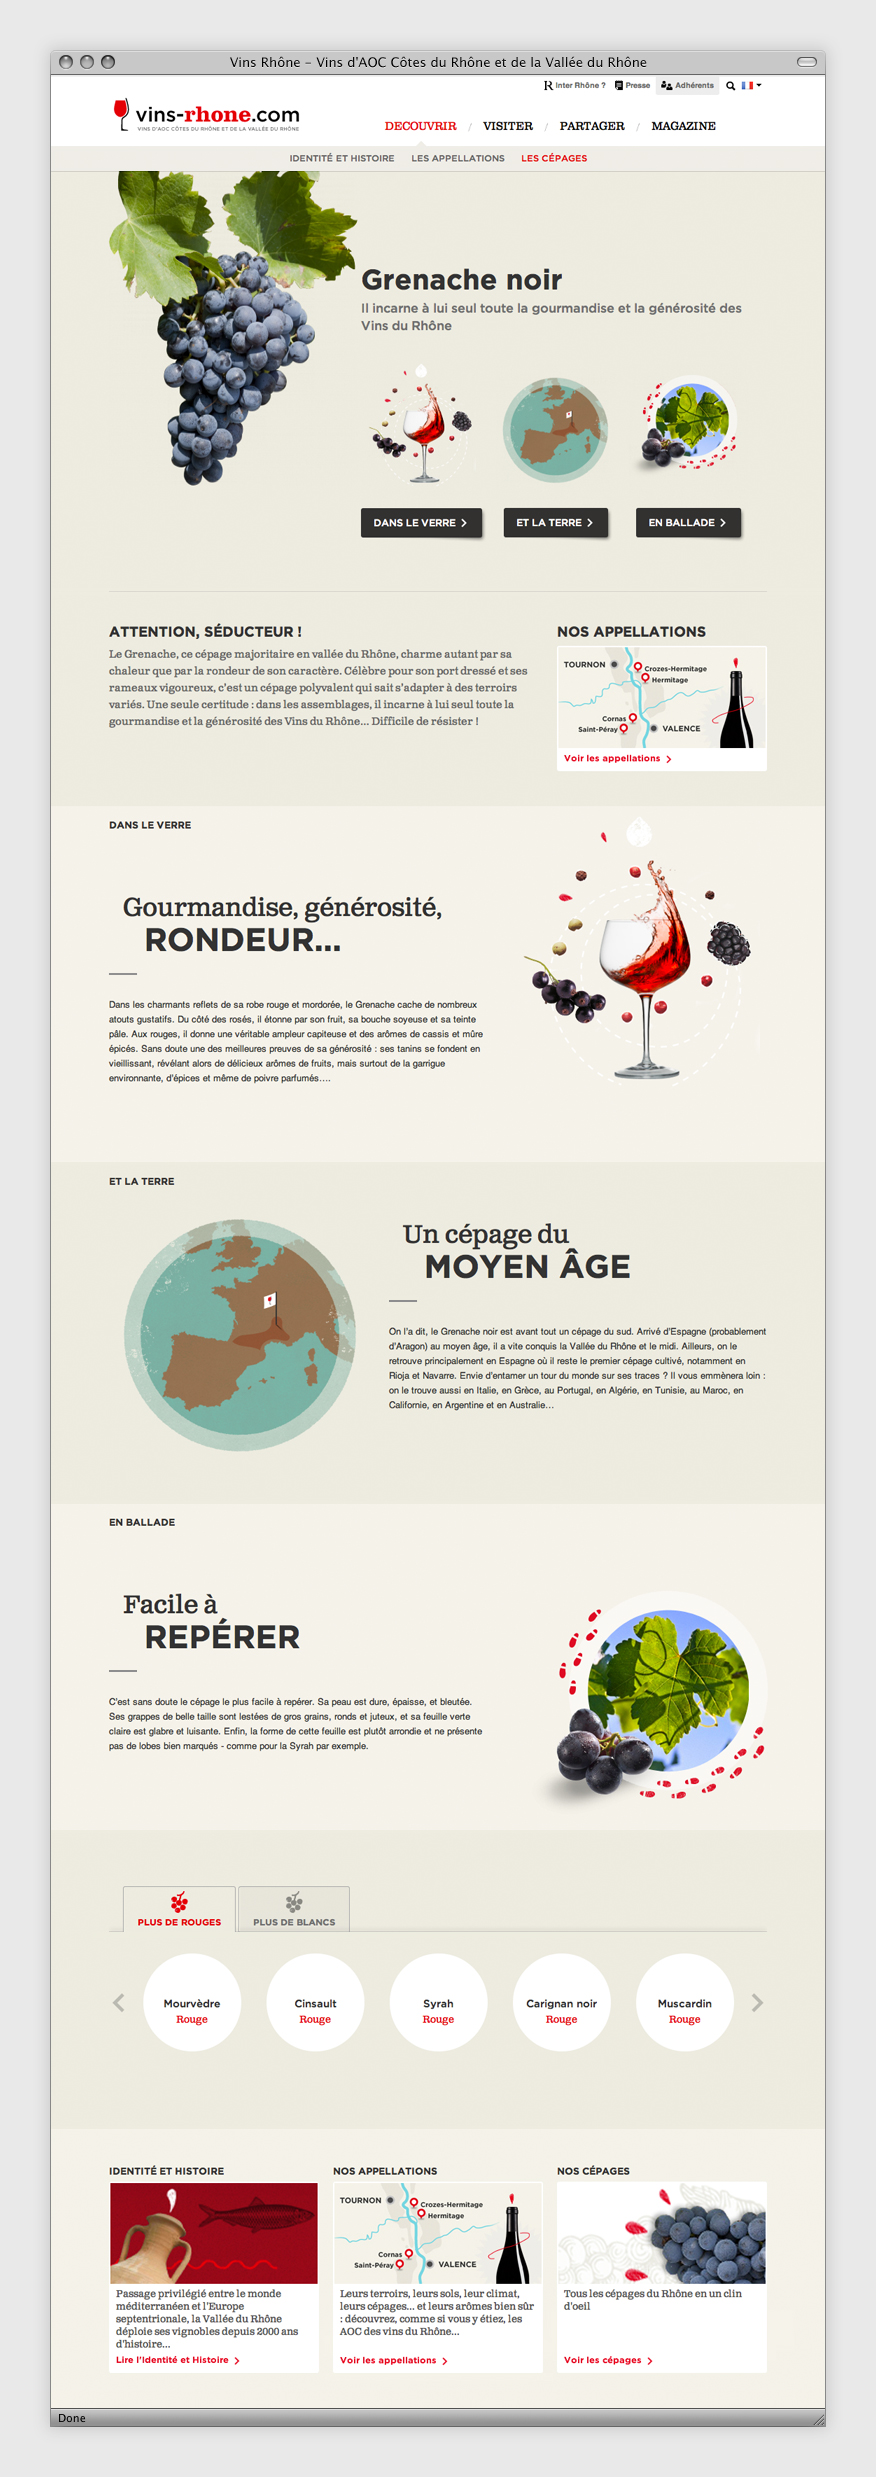 Vins Rhône – Vins d'AOC Côtes du Rhône et de la Vallée du Rhône
Inter Rhône ? Presse Adhérents
vins-rhone.com
VINS D'AOC CÔTES DU RHÔNE ET DE LA VALLÉE DU RHÔNE
DECOUVRIR / VISITER / PARTAGER / MAGAZINE
IDENTITÉ ET HISTOIRE LES APPELLATIONS LES CÉPAGES
Grenache noir
Il incarne à lui seul toute la gourmandise et la générosité des
Vins du Rhône
DANS LE VERRE
ET LA TERRE
EN BALLADE
ATTENTION, SÉDUCTEUR !
Le Grenache, ce cépage majoritaire en vallée du Rhône, charme autant par sa
chaleur que par la rondeur de son caractère. Célèbre pour son port dressé et ses
rameaux vigoureux, c'est un cépage polyvalent qui sait s'adapter à des terroirs
variés. Une seule certitude : dans les assemblages, il incarne à lui seul toute la
gourmandise et la générosité des Vins du Rhône... Difficile de résister !
NOS APPELLATIONS
TOURNON
Crozes-Hermitage
Hermitage
Cornas
Saint-Péray
VALENCE
Voir les appellations
DANS LE VERRE
Gourmandise, générosité,
RONDEUR...
Dans les charmants reflets de sa robe rouge et mordorée, le Grenache cache de nombreux
atouts gustatifs. Du côté des rosés, il étonne par son fruit, sa bouche soyeuse et sa teinte
pâle. Aux rouges, il donne une véritable ampleur capiteuse et des arômes de cassis et mûre
épicés. Sans doute une des meilleures preuves de sa générosité : ses tanins se fondent en
vieillissant, révélant alors de délicieux arômes de fruits, mais surtout de la garrigue
environnante, d'épices et même de poivre parfumés....
ET LA TERRE
Un cépage du
MOYEN ÂGE
On l'a dit, le Grenache noir est avant tout un cépage du sud. Arrivé d'Espagne (probablement
d'Aragon) au moyen âge, il a vite conquis la Vallée du Rhône et le midi. Ailleurs, on le
retrouve principalement en Espagne où il reste le premier cépage cultivé, notamment en
Rioja et Navarre. Envie d'entamer un tour du monde sur ses traces ? Il vous emmènera loin :
on le trouve aussi en Italie, en Grèce, au Portugal, en Algérie, en Tunisie, au Maroc, en
Californie, en Argentine et en Australie...
EN BALLADE
Facile à
REPÉRER
C'est sans doute le cépage le plus facile à repérer. Sa peau est dure, épaisse, et bleutée.
Ses grappes de belle taille sont lestées de gros grains, ronds et juteux, et sa feuille verte
claire est glabre et luisante. Enfin, la forme de cette feuille est plutôt arrondie et ne présente
pas de lobes bien marqués - comme pour la Syrah par exemple.
PLUS DE ROUGES PLUS DE BLANCS
Mourvèdre Cinsault Syrah Carignan noir Muscardin
Rouge Rouge Rouge Rouge Rouge
IDENTITÉ ET HISTOIRE
Passage privilégié entre le monde
méditerranéen et l'Europe
septentrionale, la Vallée du Rhône
déploie ses vignobles depuis 2000 ans
d'histoire...
Lire l'Identité et Histoire
NOS APPELLATIONS
TOURNON
Crozes-Hermitage
Hermitage
Cornas
Saint-Péray
VALENCE
Leurs terroirs, leurs sols, leur climat,
leurs cépages... et leurs arômes bien sûr
: découvrez, comme si vous y étiez, les
AOC des vins du Rhône...
Voir les appellations
NOS CÉPAGES
Tous les cépages du Rhône en un clin
d'oeil
Voir les cépages
Done